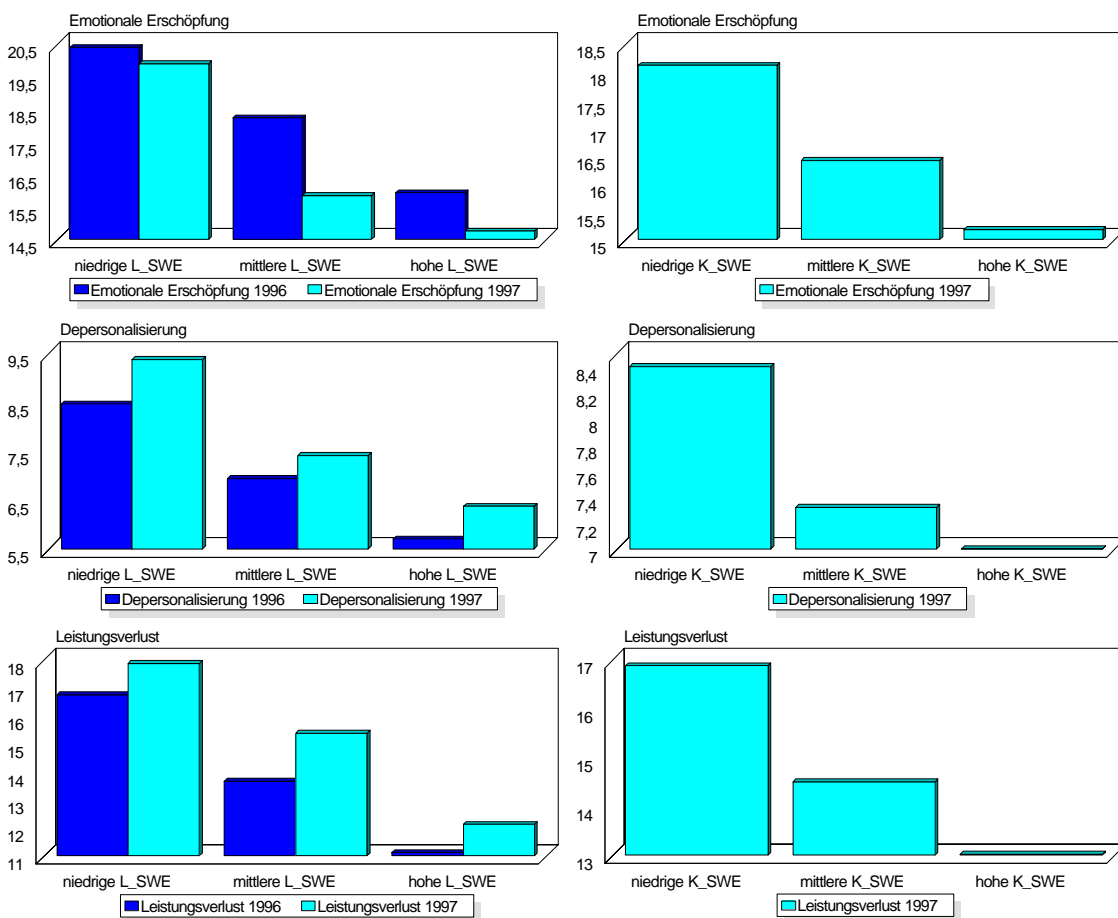 Emotionale Erschöpfung
20,5
19,5
18,5
17,5
16,5
15,5
14,5
niedrige L_SWE mittlere L_SWE hohe L_SWE
Emotionale Erschöpfung 1996 Emotionale Erschöpfung 1997
Emotionale Erschöpfung
18,5
18
17,5
17
16,5
16
15,5
15
niedrige K_SWE mittlere K_SWE hohe K_SWE
Emotionale Erschöpfung 1997
Depersonalisierung
9,5
8,5
7,5
6,5
5,5
niedrige L_SWE mittlere L_SWE hohe L_SWE
Depersonalisierung 1996 Depersonalisierung 1997
Depersonalisierung
8,4
8,2
8
7,8
7,6
7,4
7,2
7
niedrige K_SWE mittlere K_SWE hohe K_SWE
Depersonalisierung 1997
Leistungsverlust
18
17
16
15
14
13
12
11
niedrige L_SWE mittlere L_SWE hohe L_SWE
Leistungsverlust 1996 Leistungsverlust 1997
Leistungsverlust
17
16
15
14
13
niedrige K_SWE mittlere K_SWE hohe K_SWE
Leistungsverlust 1997